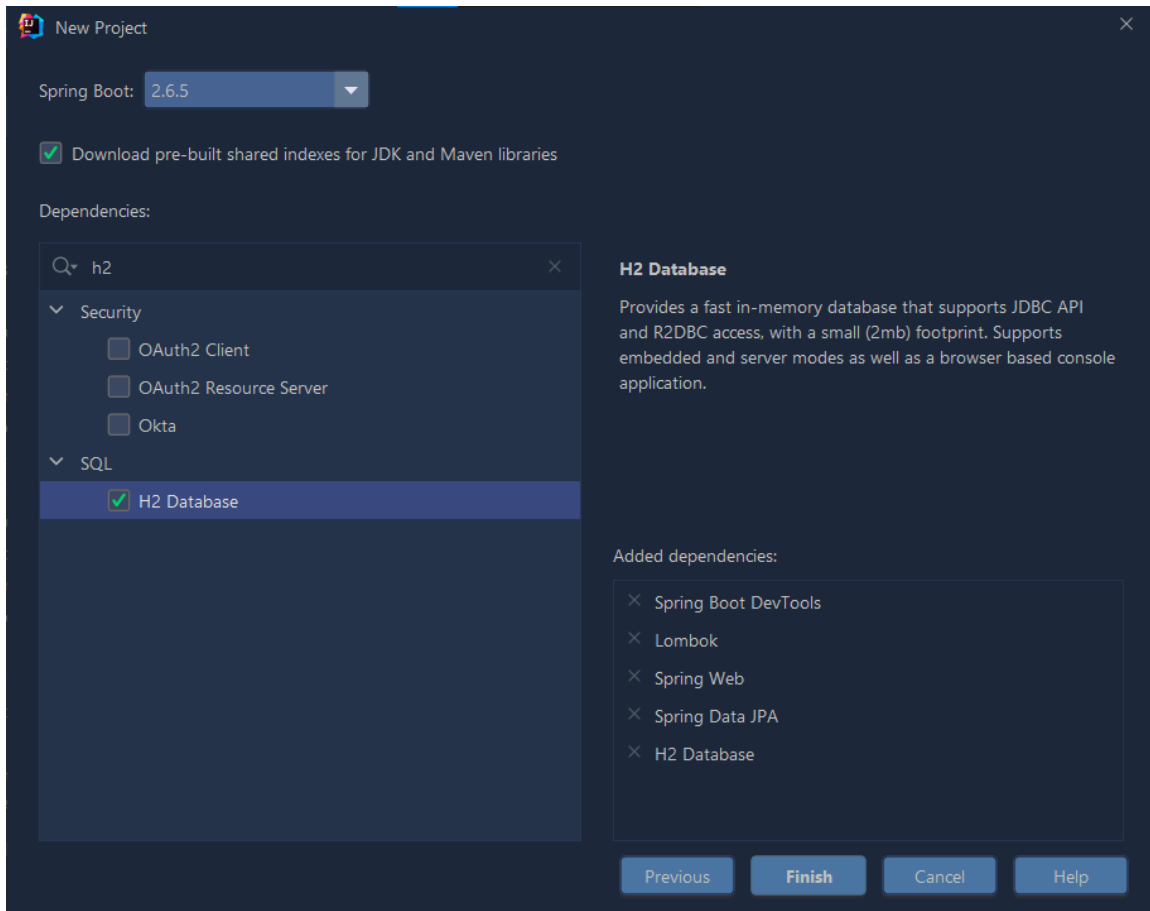 New Project
Spring Boot: 2.6.5
Download pre-built shared indexes for JDK and Maven libraries
Dependencies:
h2
Security
OAuth2 Client
OAuth2 Resource Server
Okta
SQL
H2 Database
H2 Database
Provides a fast in-memory database that supports JDBC API
and R2DBC access, with a small (2mb) footprint. Supports
embedded and server modes as well as a browser based console
application.
Added dependencies:
Spring Boot DevTools
Lombok
Spring Web
Spring Data JPA
H2 Database
Previous
Finish
Cancel
Help